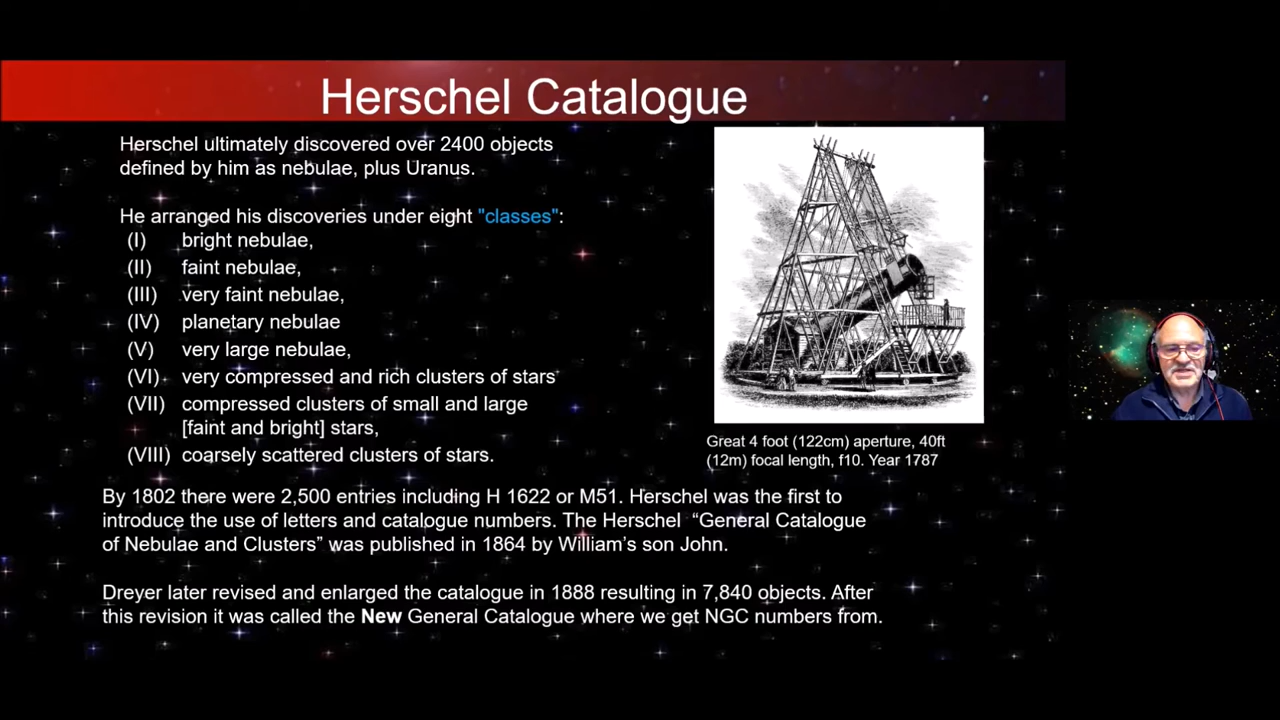 Herschel Catalogue
Herschel ultimately discovered over 2400 objects
defined by him as nebulae, plus Uranus.
He arranged his discoveries under eight "classes":
(I) bright nebulae,
(II) faint nebulae,
(III) very faint nebulae,
(IV) planetary nebulae
(V) very large nebulae,
(VI) very compressed and rich clusters of stars
(VII) compressed clusters of small and large
[faint and bright] stars,
(VIII) coarsely scattered clusters of stars.
Great 4 foot (122cm) aperture, 40ft
(12m) focal length, f10. Year 1787
By 1802 there were 2,500 entries including H 1622 or M51. Herschel was the first to
introduce the use of letters and catalogue numbers. The Herschel “General Catalogue
of Nebulae and Clusters” was published in 1864 by William’s son John.
Dreyer later revised and enlarged the catalogue in 1888 resulting in 7,840 objects. After
this revision it was called the New General Catalogue where we get NGC numbers from.